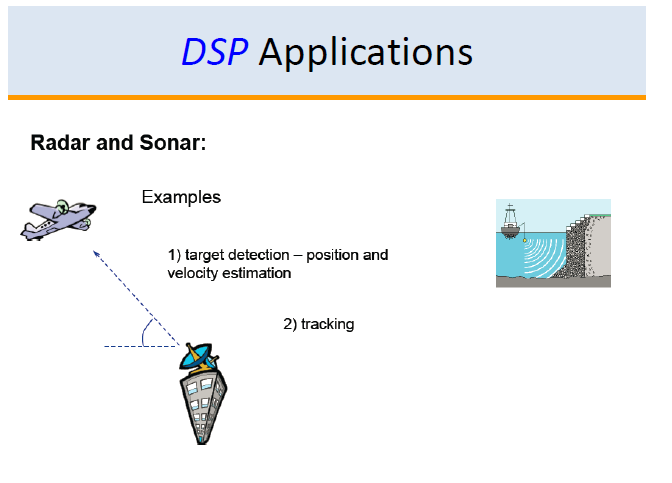 DSP Applications
Radar and Sonar:
Examples
1) target detection – position and
velocity estimation
2) tracking